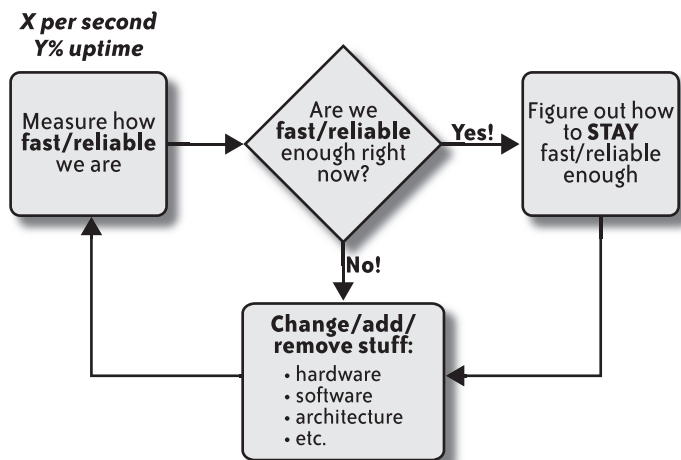 X per second
Y% uptime
Measure how
fast/reliable
we are
Are we
fast/reliable
enough right
now?
Yes!
Figure out how
to STAY
fast/reliable
enough
No!
Change/add/
remove stuff:
• hardware
• software
• architecture
• etc.